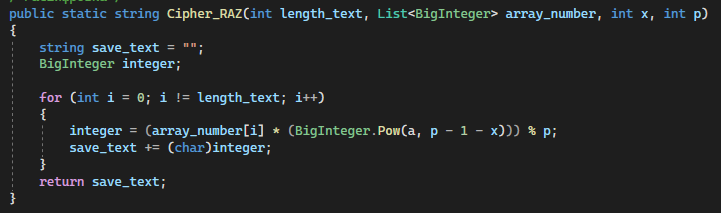 public static string Cipher_RAZ(int length_text, List<BigInteger> array_number, int x, int p)
{
string save_text = "";
BigInteger integer;
for (int i = 0; i != length_text; i++)
{
integer = (array_number[i] * (BigInteger.Pow(a, p - 1 - x))) % p;
save_text += (char)integer;
}
return save_text;
}